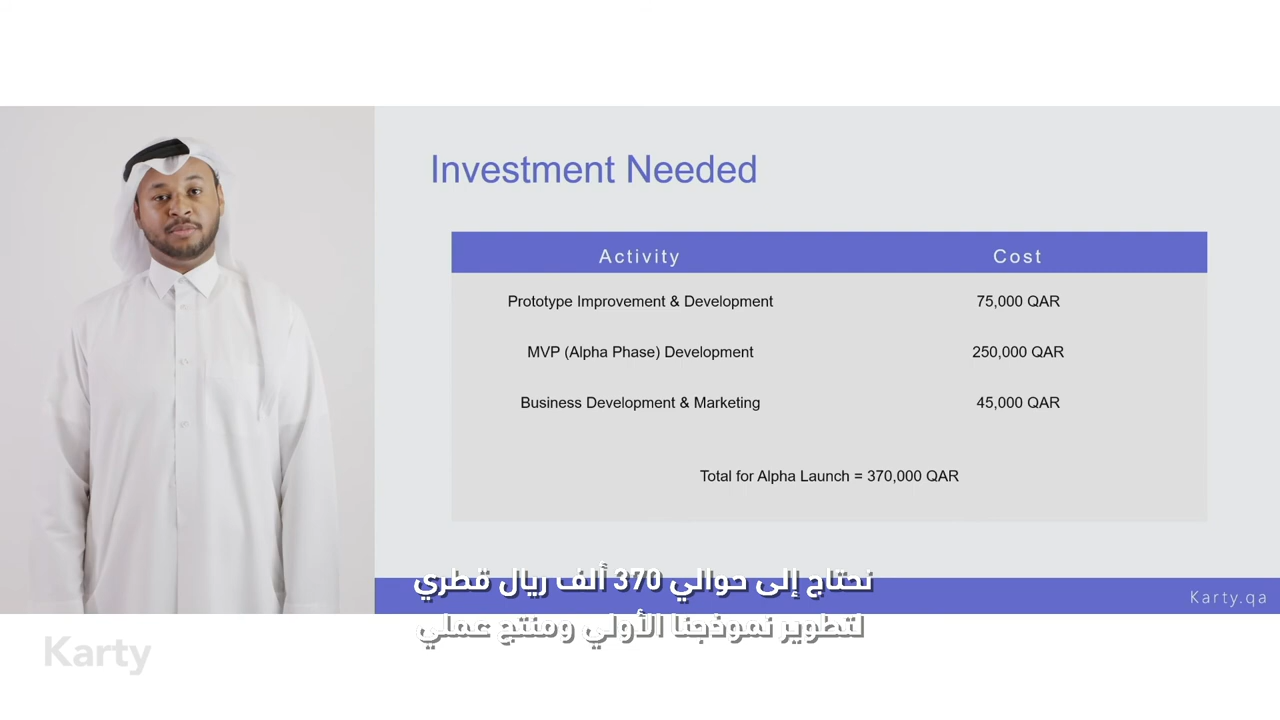 Investment Needed
Activity Cost
Prototype Improvement & Development 75,000 QAR
MVP (Alpha Phase) Development 250,000 QAR
Business Development & Marketing 45,000 QAR
Total for Alpha Launch = 370,000 QAR
نحتاج إلى حوالي 370 ألف ريال قطري
لتطوير نموذجنا الأولي ومنتج عملي
Karty.qa
Karty